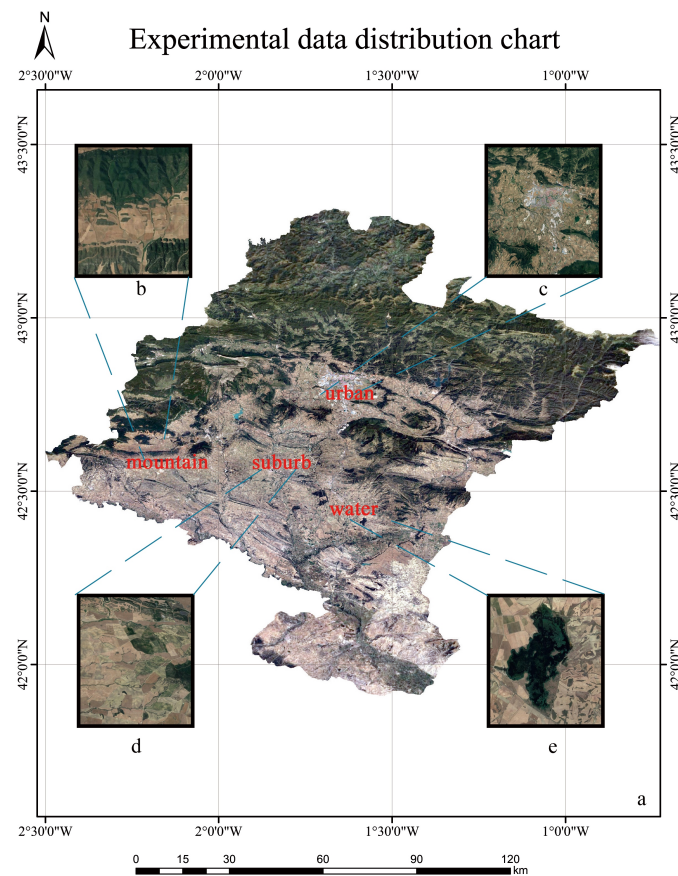 N
Experimental data distribution chart
2°30'0"W 2°0'0"W 1°30'0"W 1°0'0"W
43°30'0"N 43°30'0"N
b c
43°0'0"N 43°0'0"N
urban
mountain suburb
42°30'0"N 42°30'0"N
water
42°0'0"N 42°0'0"N
d e
a
2°30'0"W 2°0'0"W 1°30'0"W 1°0'0"W
0 15 30 60 90 120
km